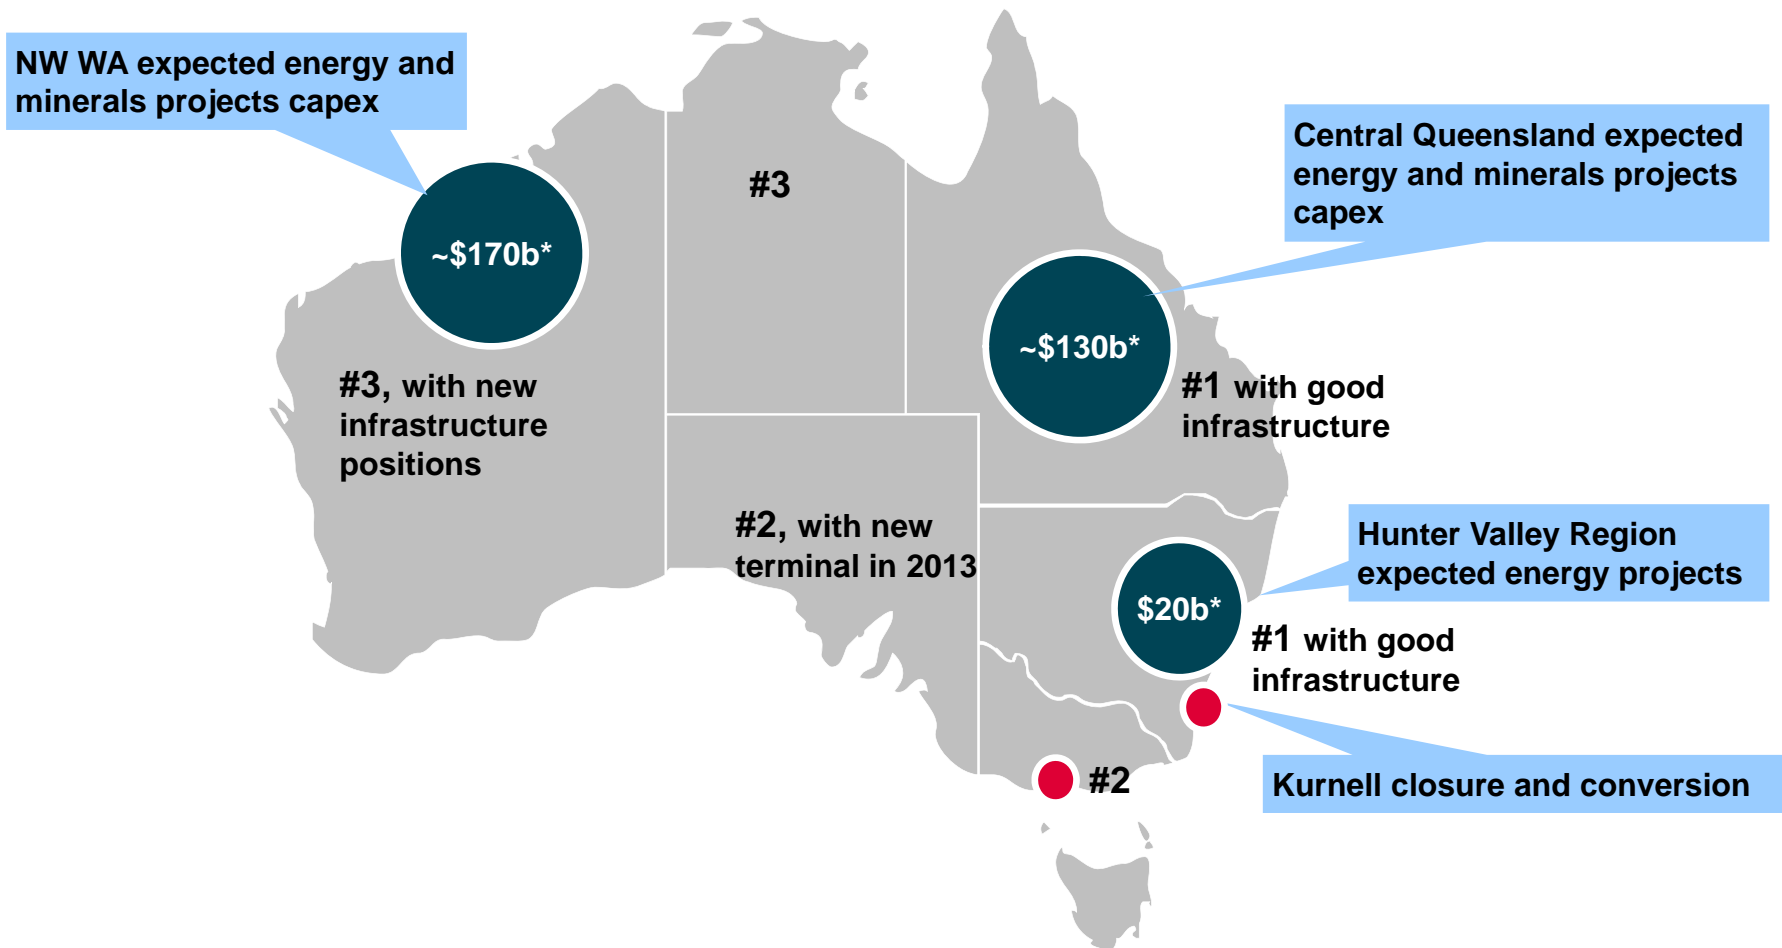 NW WA expected energy and
minerals projects capex
Central Queensland expected
energy and minerals projects
capex
#3
~$170b*
~$130b*
#3, with new
infrastructure
positions
#1 with good
infrastructure
#2, with new
terminal in 2013
Hunter Valley Region
expected energy projects
$20b*
#1 with good
infrastructure
#2
Kurnell closure and conversion